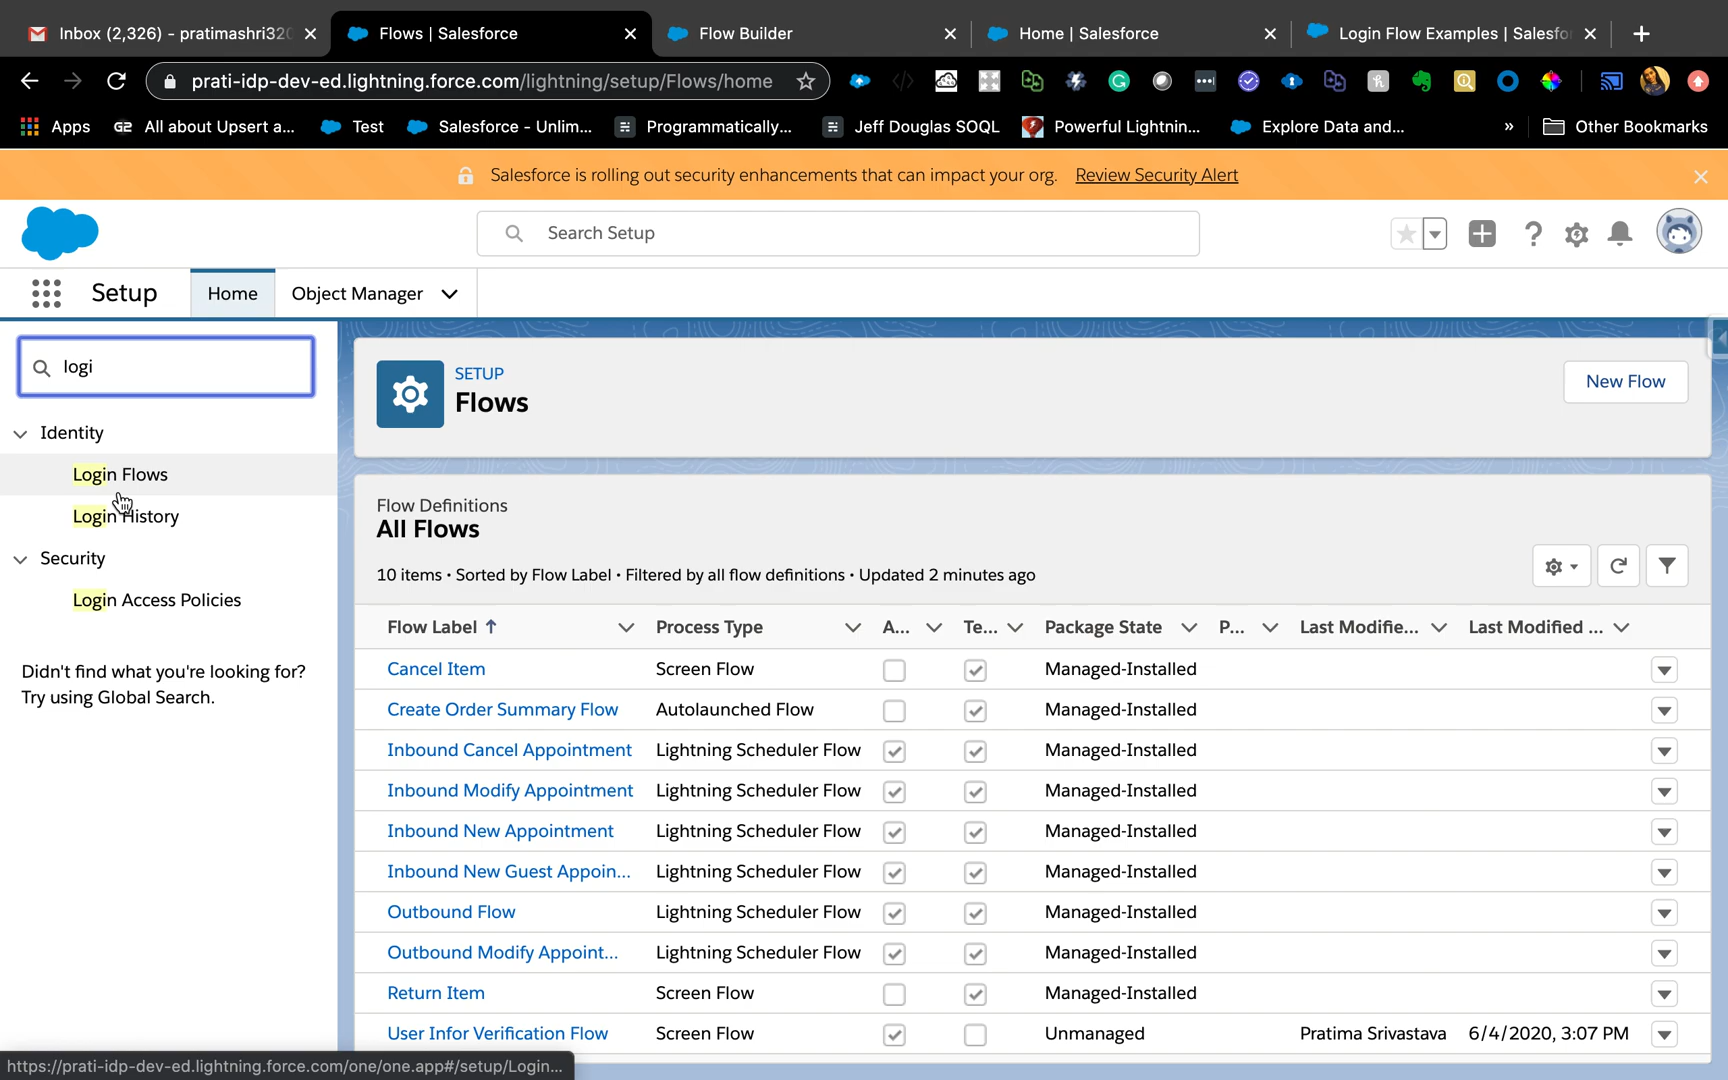 Inbox (2,326) - pratimashri320
Flows | Salesforce
Flow Builder
Home | Salesforce
Login Flow Examples | Salesfo
prati-idp-dev-ed.lightning.force.com/lightning/setup/Flows/home
Apps
All about Upsert a...
Test
Salesforce - Unlim...
Programmatically...
Jeff Douglas SOQL
Powerful Lightnin...
Explore Data and...
»
Other Bookmarks
Salesforce is rolling out security enhancements that can impact your org. Review Security Alert
Search Setup
Setup
Home
Object Manager
logi
Identity
Login Flows
Login History
Security
Login Access Policies
Didn't find what you're looking for?
Try using Global Search.
SETUP
Flows
New Flow
Flow Definitions
All Flows
10 items • Sorted by Flow Label • Filtered by all flow definitions • Updated 2 minutes ago
Flow Label ↑ Process Type A... Te... Package State P... Last Modifie... Last Modified ...
Cancel Item Screen Flow Managed-Installed
Create Order Summary Flow Autolaunched Flow Managed-Installed
Inbound Cancel Appointment Lightning Scheduler Flow Managed-Installed
Inbound Modify Appointment Lightning Scheduler Flow Managed-Installed
Inbound New Appointment Lightning Scheduler Flow Managed-Installed
Inbound New Guest Appoin... Lightning Scheduler Flow Managed-Installed
Outbound Flow Lightning Scheduler Flow Managed-Installed
Outbound Modify Appoint... Lightning Scheduler Flow Managed-Installed
Return Item Screen Flow Managed-Installed
User Infor Verification Flow Screen Flow Unmanaged Pratima Srivastava 6/4/2020, 3:07 PM
https://prati-idp-dev-ed.lightning.force.com/one/one.app#/setup/Login...